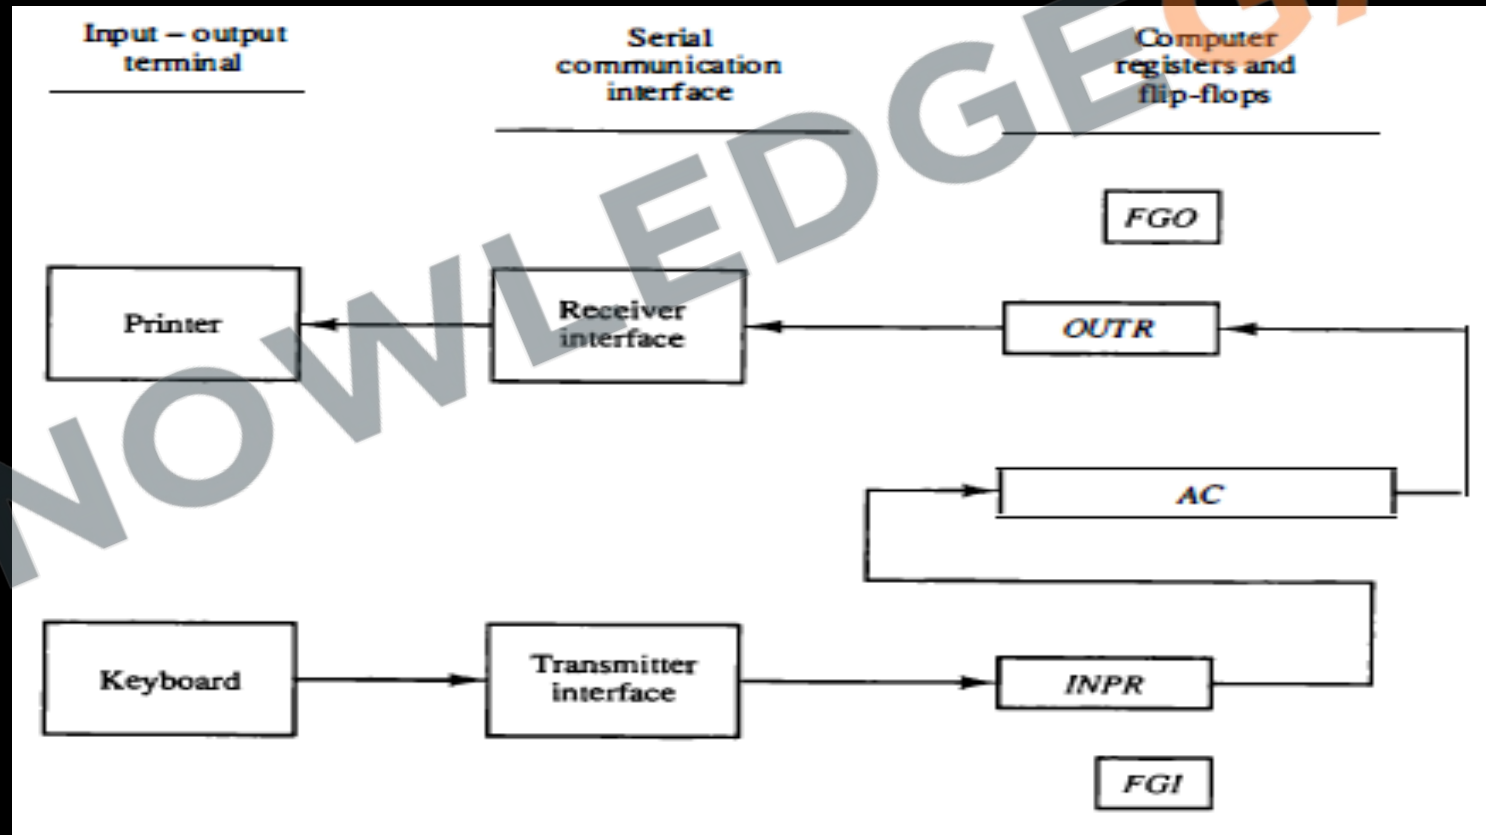 Input – output
terminal
Serial
communication
interface
Computer
registers and
flip-flops
FGO
Printer
Receiver
interface
OUTR
AC
Keyboard
Transmitter
interface
INPR
FGI
NOWLEDGEGA